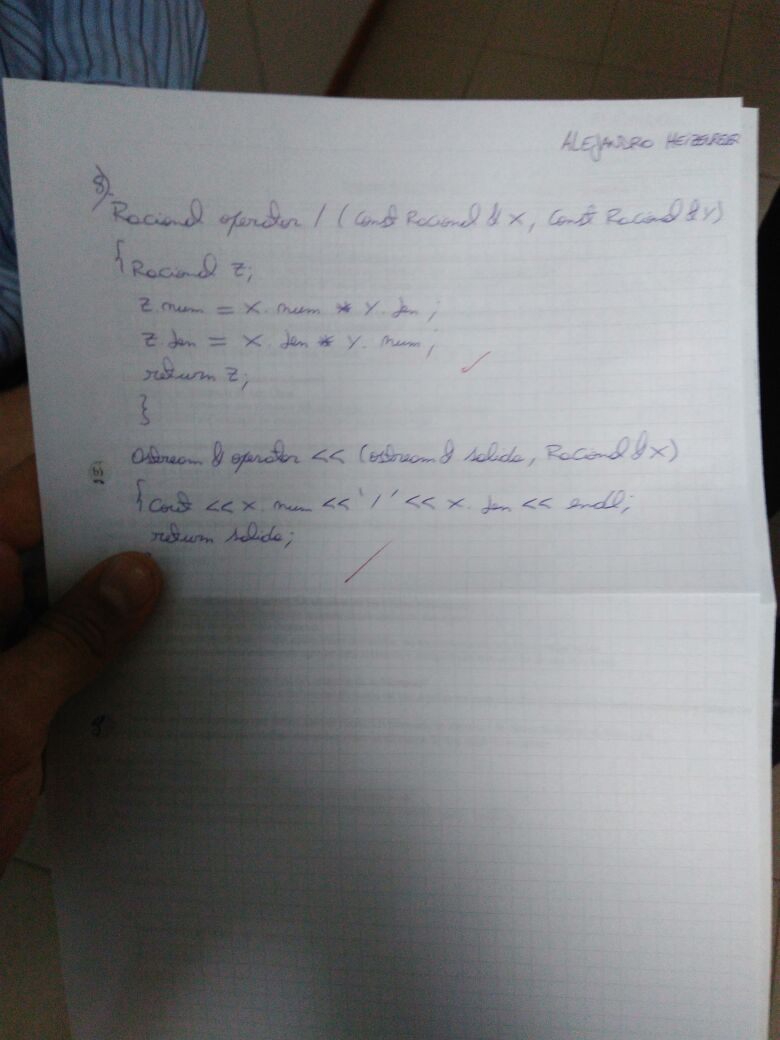 ALEJANDRO
8).
Racional operator / (const Racional & X, const Racional & Y)
{ Racional Z;
Z.num = X.num * Y.den;
Z.den = X.den * Y.num;
return Z;
}
Ostream & operator << (ostream & salida, Racional & X)
{ Cout << X.num << '/' << X.den << endl;
return salida;